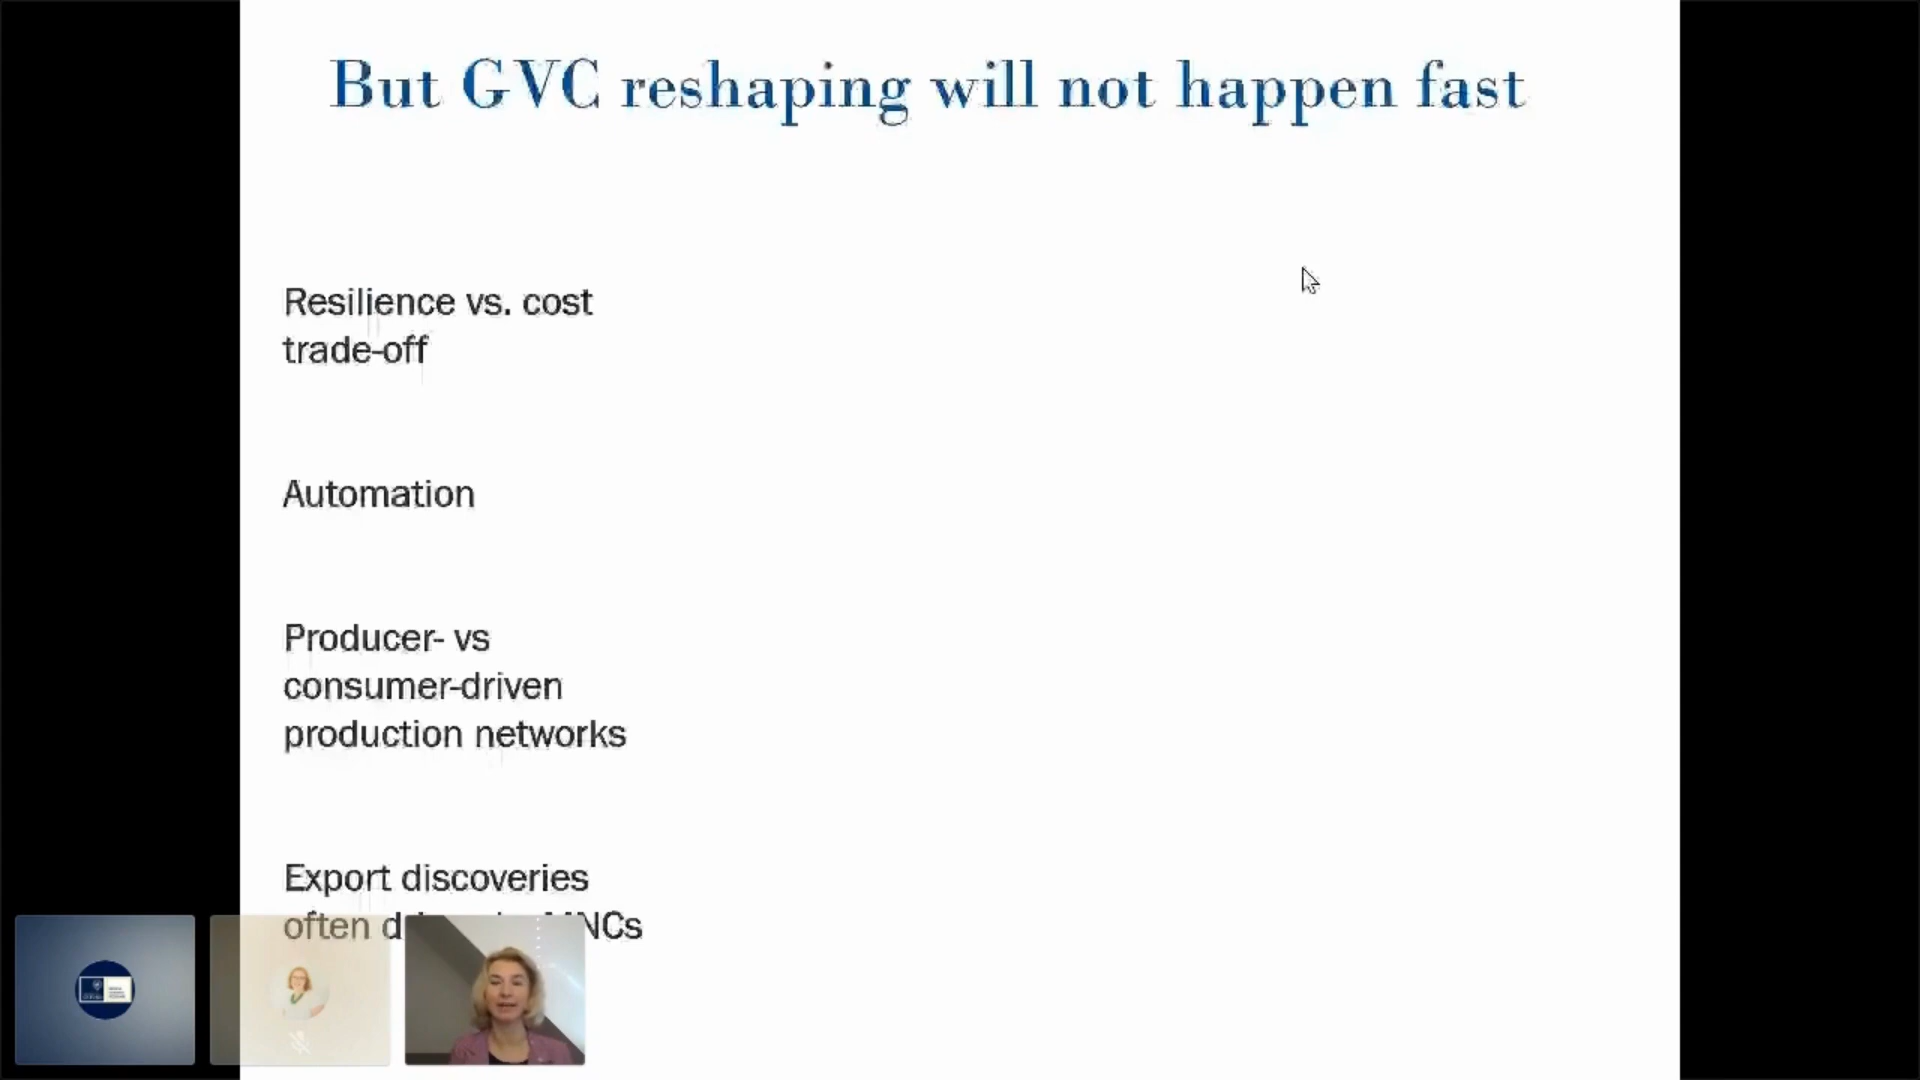 But GVC reshaping will not happen fast
Resilience vs. cost
trade-off
Automation
Producer- vs
consumer-driven
production networks
Export discoveries
often